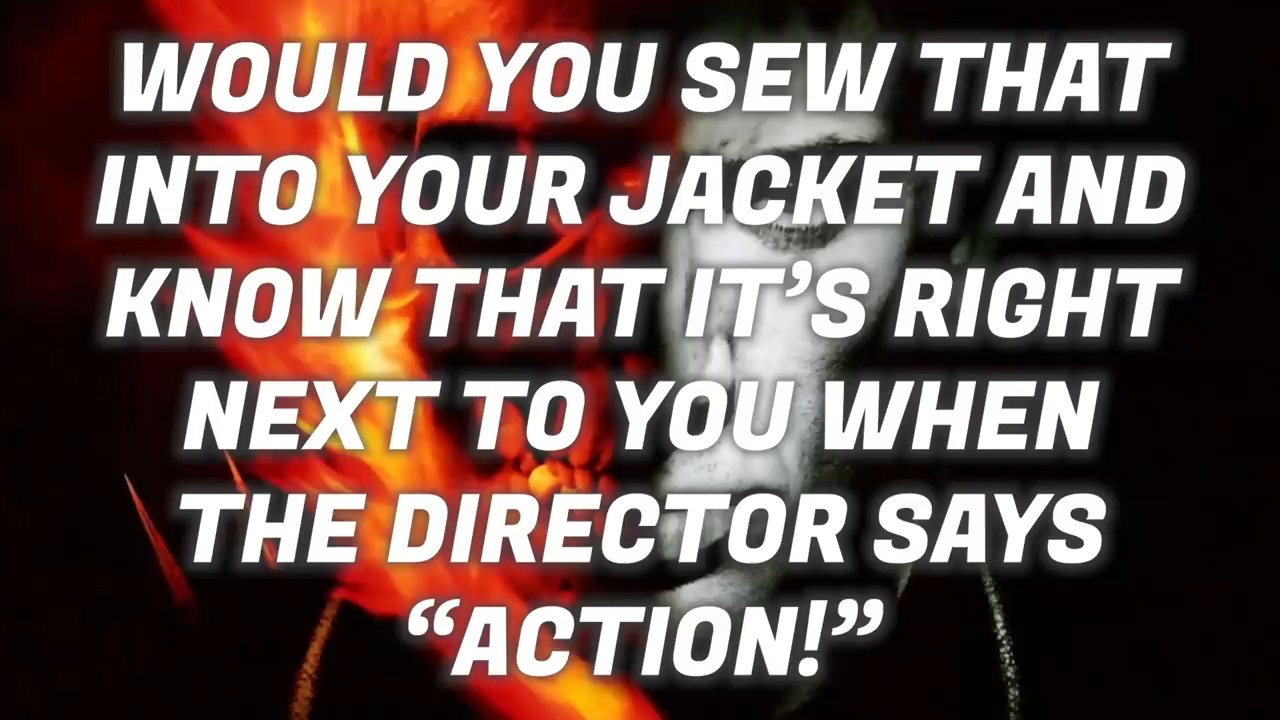 WOULD YOU SEW THAT
INTO YOUR JACKET AND
KNOW THAT IT’S RIGHT
NEXT TO YOU WHEN
THE DIRECTOR SAYS
“ACTION!”